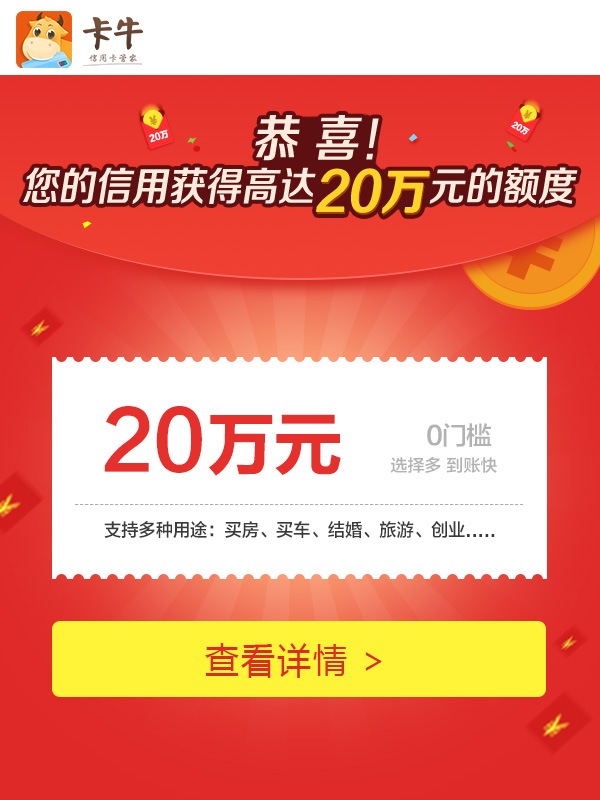 卡牛
信用卡管家
20万
20万
恭喜!
您的信用获得高达20万元的额度
20万元
0门槛
选择多 到账快
支持多种用途：买房、买车、结婚、旅游、创业.....
查看详情 >